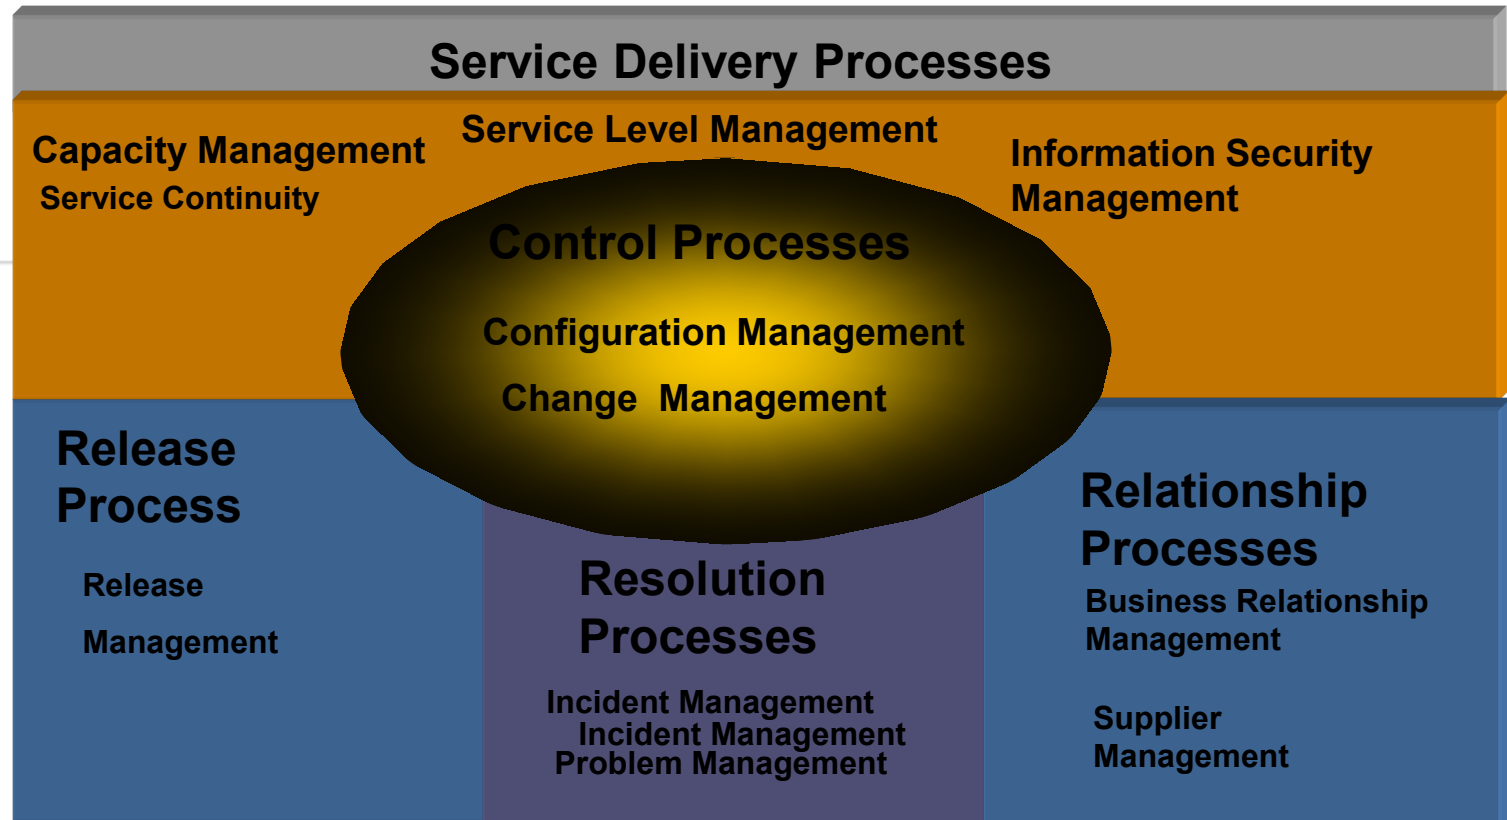 Service Delivery Processes
Capacity Management
Service Continuity
Service Level Management
Information Security
Management
Control Processes
Configuration Management
Change Management
Release
Process
Release
Management
Resolution
Processes
Incident Management
Incident Management
Problem Management
Relationship
Processes
Business Relationship
Management
Supplier
Management